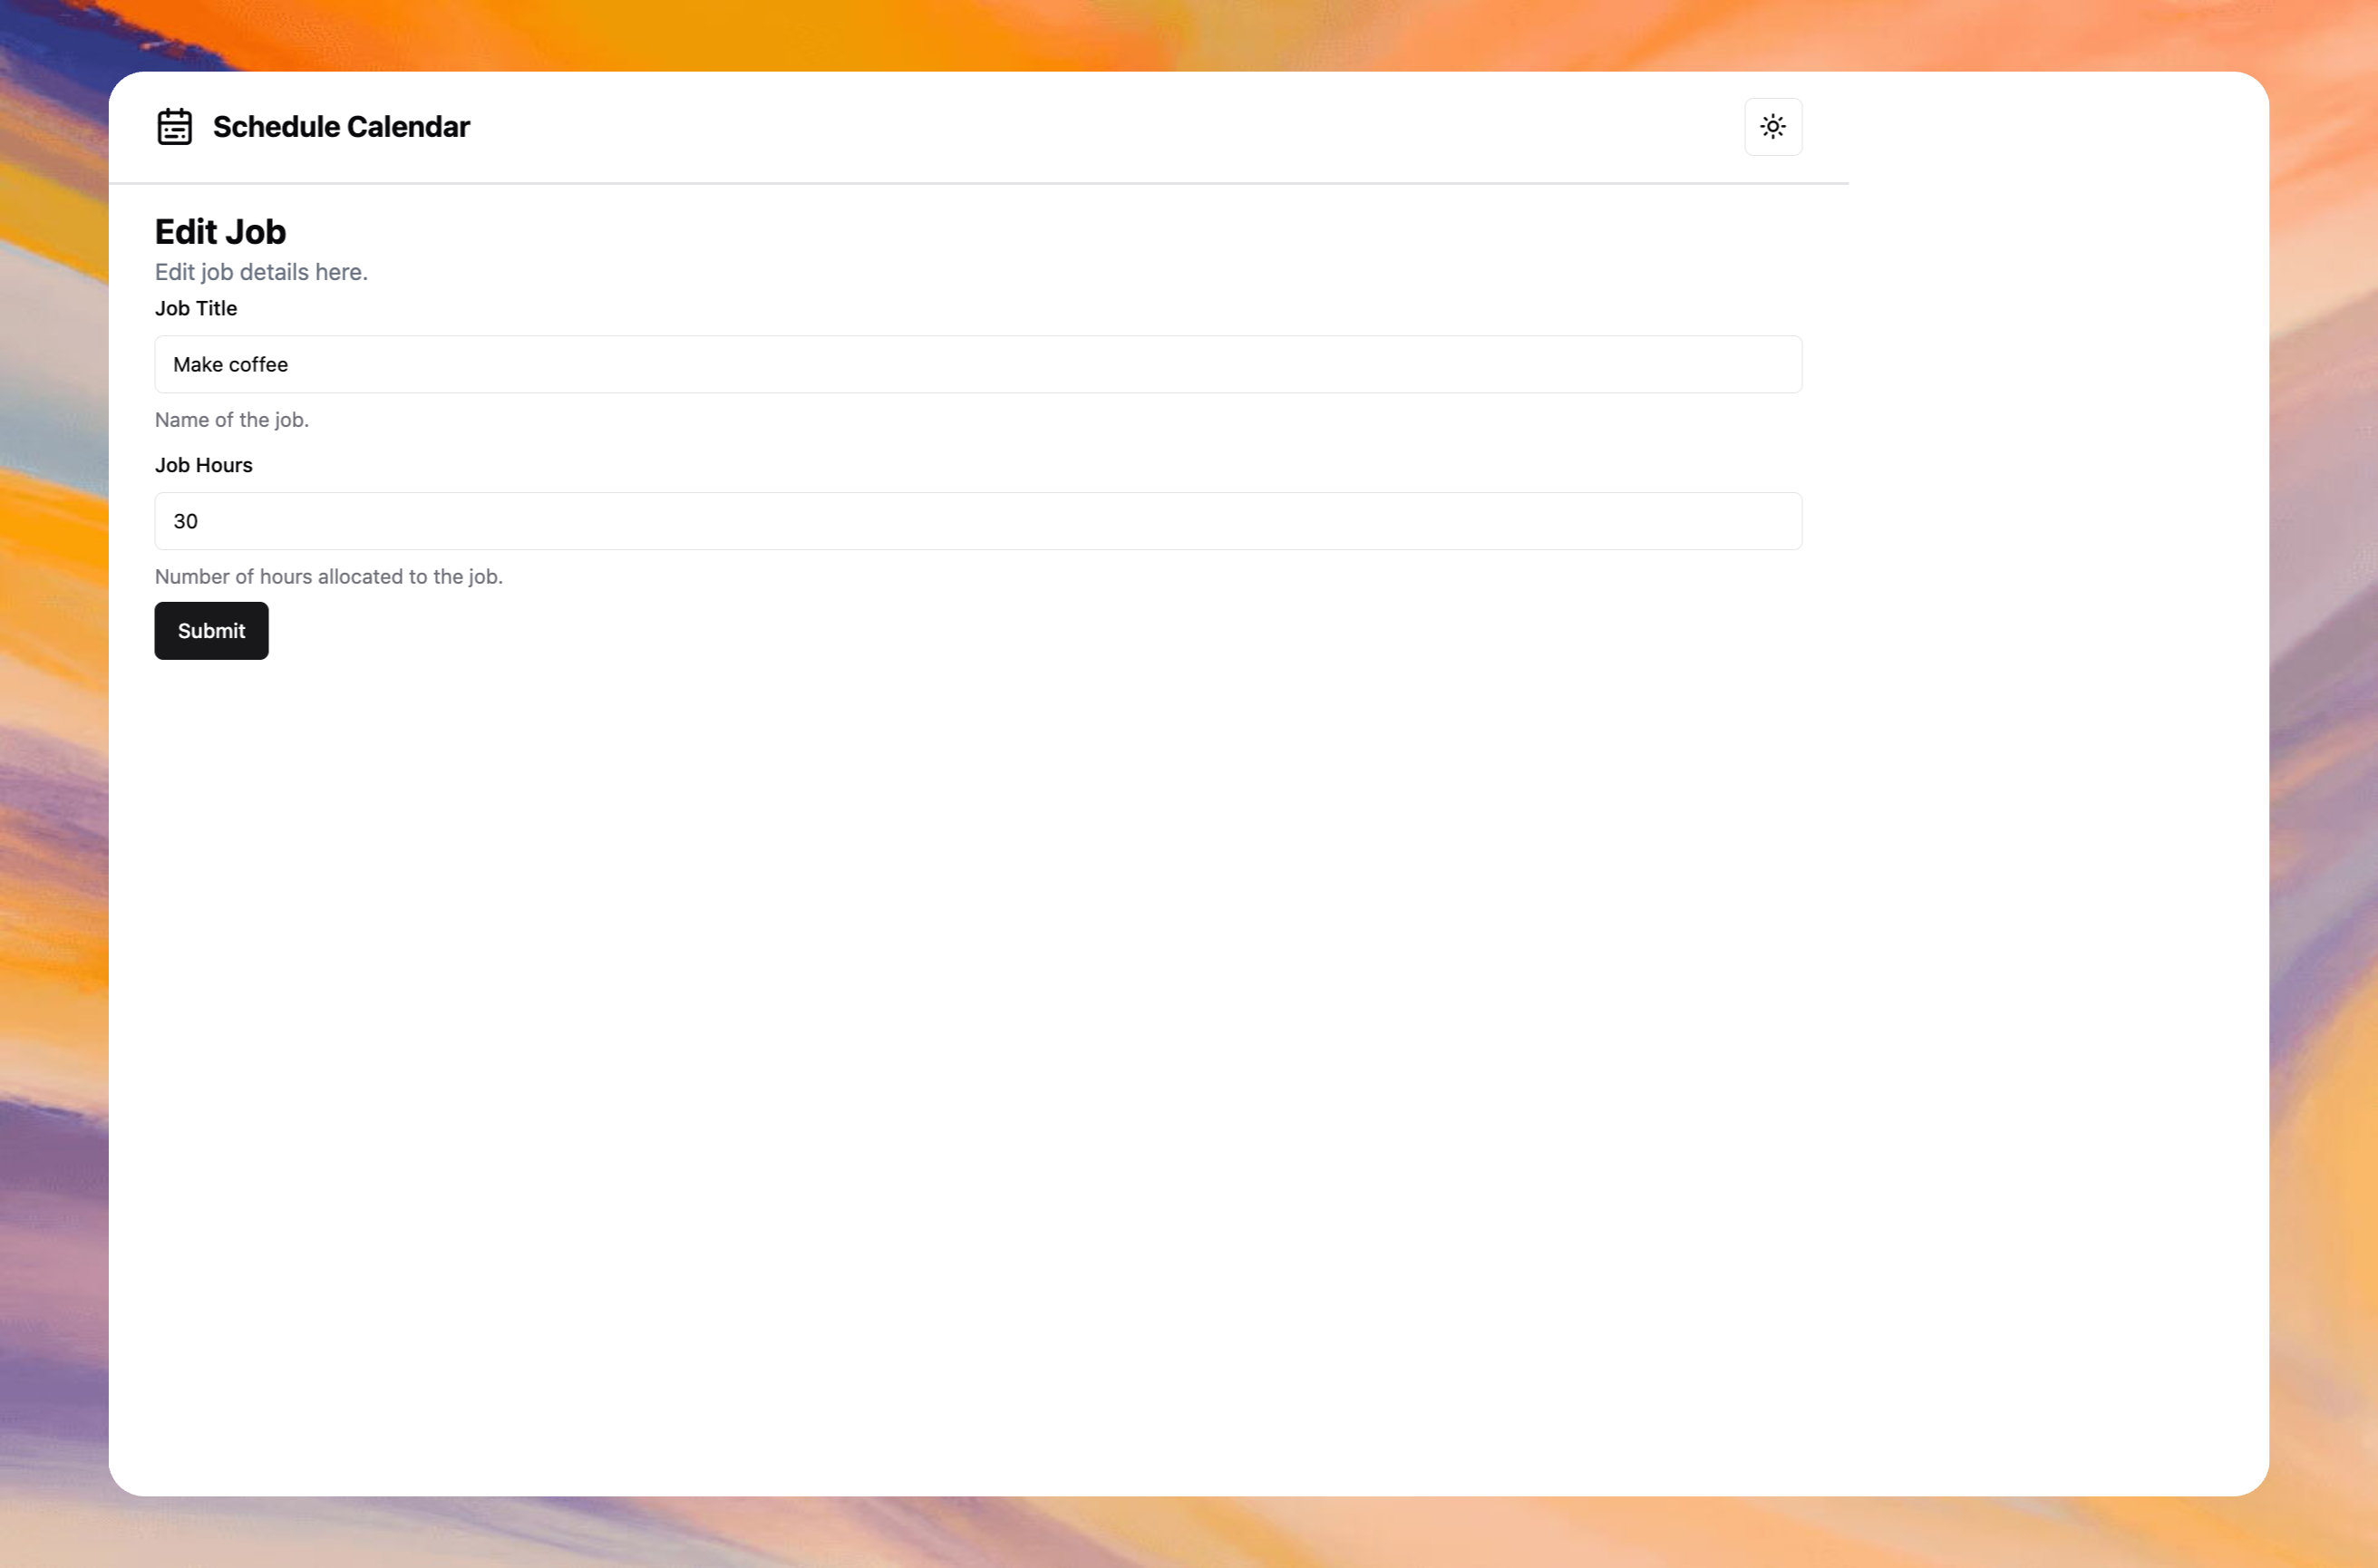 Schedule Calendar
Edit Job
Edit job details here.
Job Title
Make coffee
Name of the job.
Job Hours
30
Number of hours allocated to the job.
Submit